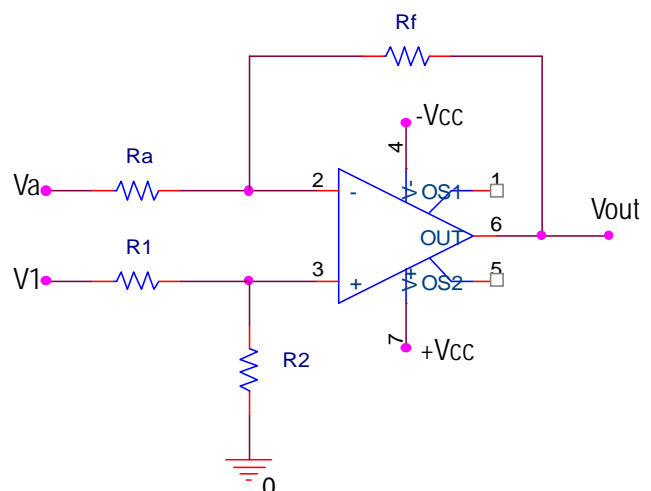 Rf
-VCC
4
Ra
Va
2
-
V-
OS1
1
Vout
R1
OUT
6
V1
3
+
V+
OS2
5
7
+VCC
R2
0